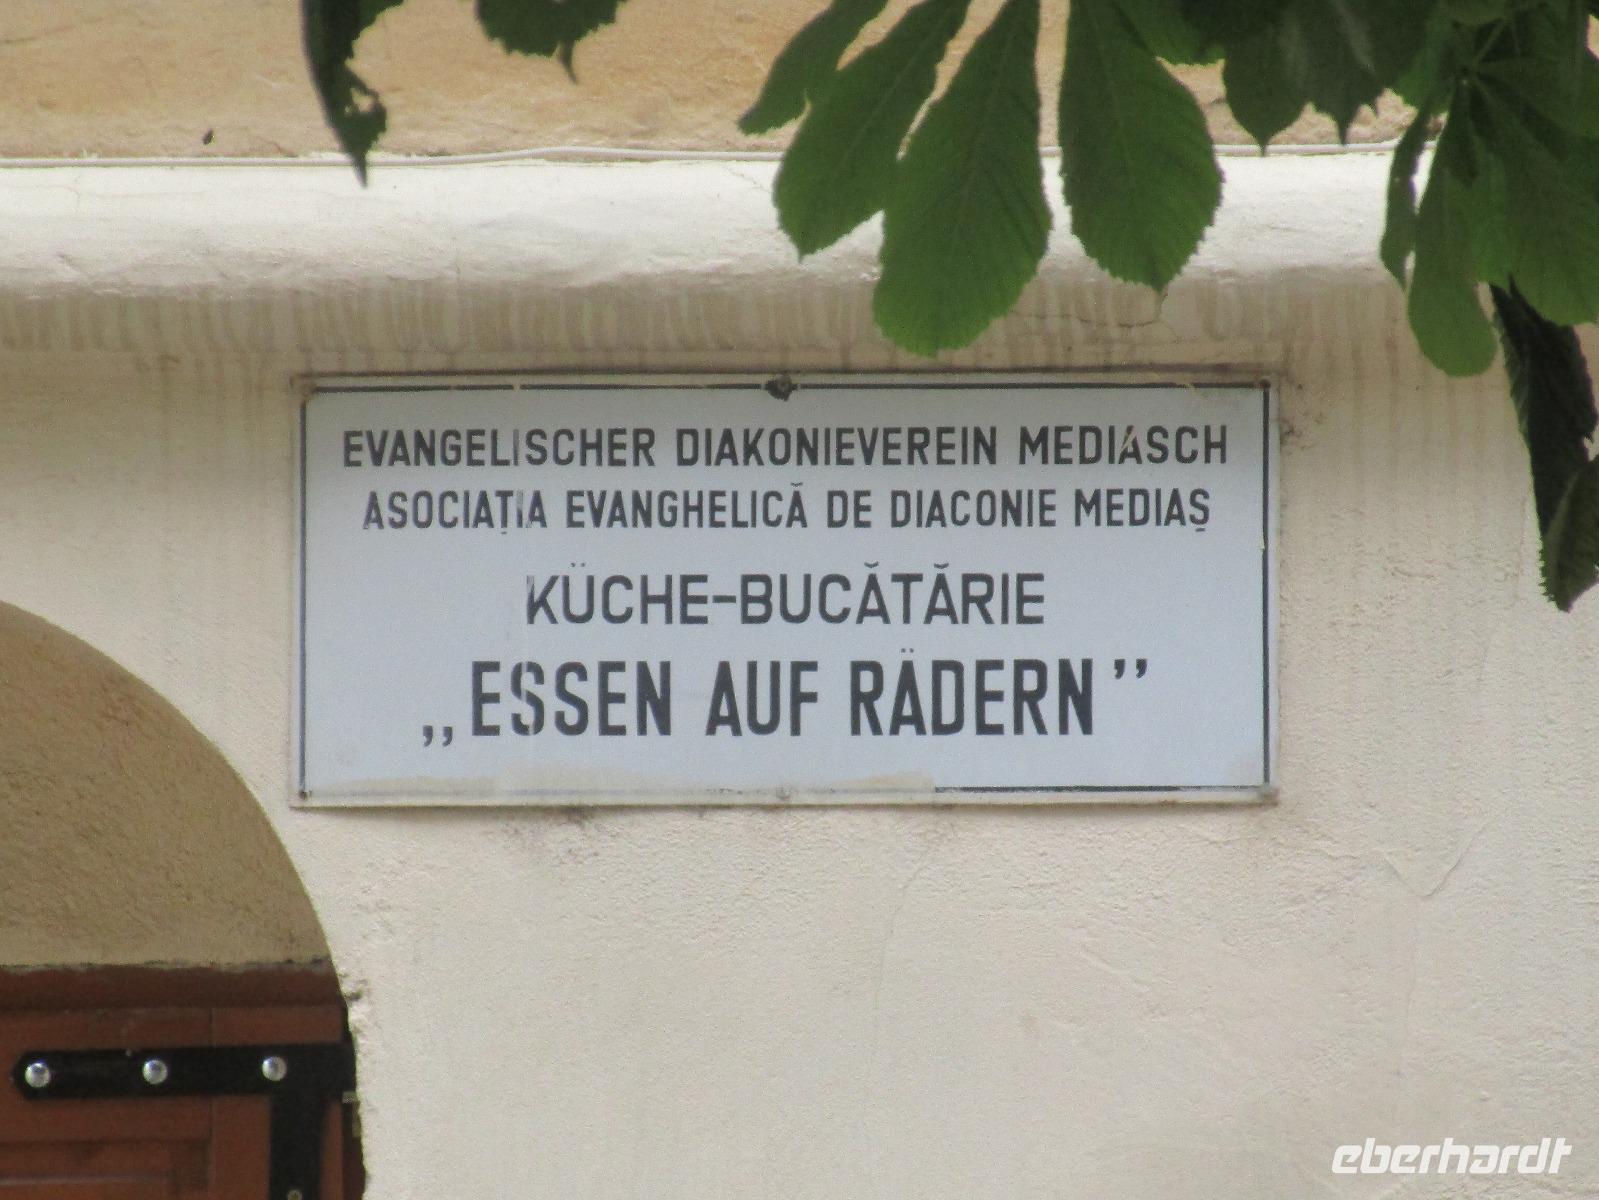 EVANGELISCHER DIAKONIEVEREIN MEDIASCH
ASOCIAȚIA EVANGHELICĂ DE DIACONIE MEDIAȘ
KÜCHE-BUCĂTĂRIE
„ESSEN AUF RÄDERN”
eberhardt